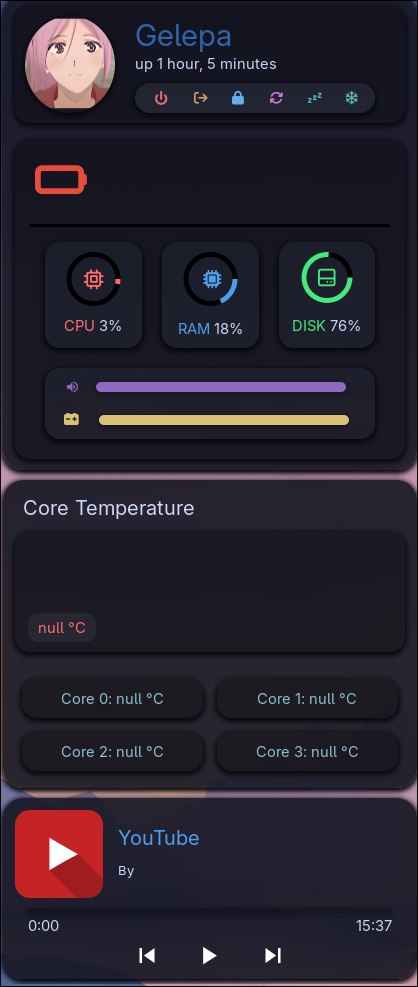 Gelepa
up 1 hour, 5 minutes
zzz
CPU 3%
RAM 18%
DISK 76%
Core Temperature
null °C
Core 0: null °C
Core 1: null °C
Core 2: null °C
Core 3: null °C
YouTube
By
0:00
15:37